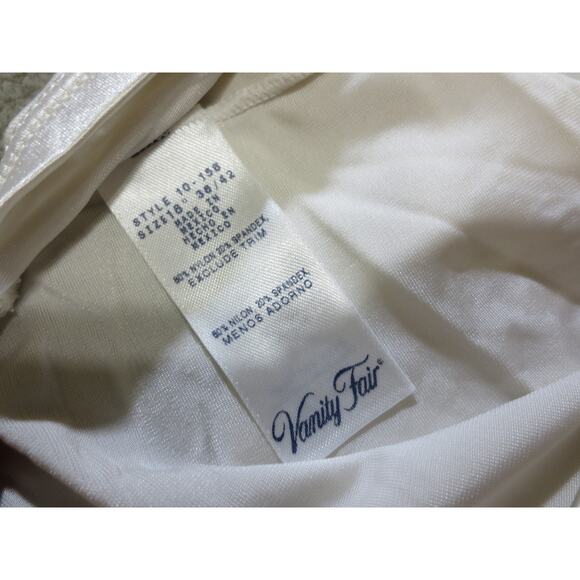 STYLE 10-158
SIZE 18" 38/42
MADE IN
MEXICO
HECHO EN
MEXICO
80% NYLON 20% SPANDEX
EXCLUDE TRIM
80% NILON 20% SPANDEX
MENOS ADORNO
Vanity Fair®